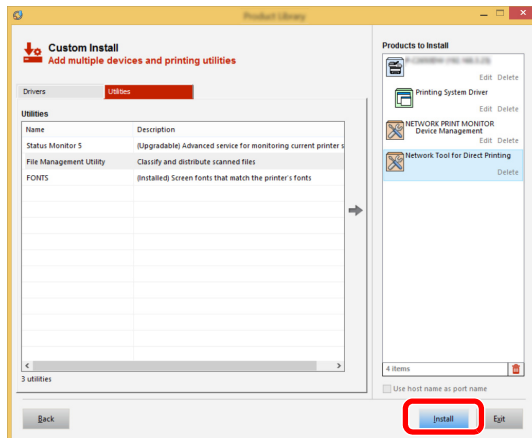 Product Library
Custom Install
Add multiple devices and printing utilities
Drivers
Utilities
Utilities
Name Description
Status Monitor 5 (Upgradable) Advanced service for monitoring current printer s
File Management Utility Classify and distribute scanned files
FONTS (Installed) Screen fonts that match the printer's fonts
3 utilities
Products to Install
Edit Delete
Printing System Driver
Edit Delete
NETWORK PRINT MONITOR
Device Management
Edit Delete
Network Tool for Direct Printing
Delete
4 items
Use host name as port name
Back
Install
Exit